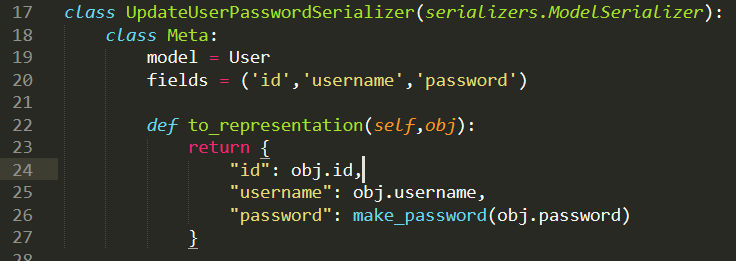 17 class UpdateUserPasswordSerializer(serializers.ModelSerializer):
18     class Meta:
19         model = User
20         fields = ('id','username','password')
21
22         def to_representation(self,obj):
23             return {
24                 "id": obj.id,
25                 "username": obj.username,
26                 "password": make_password(obj.password)
27             }
28